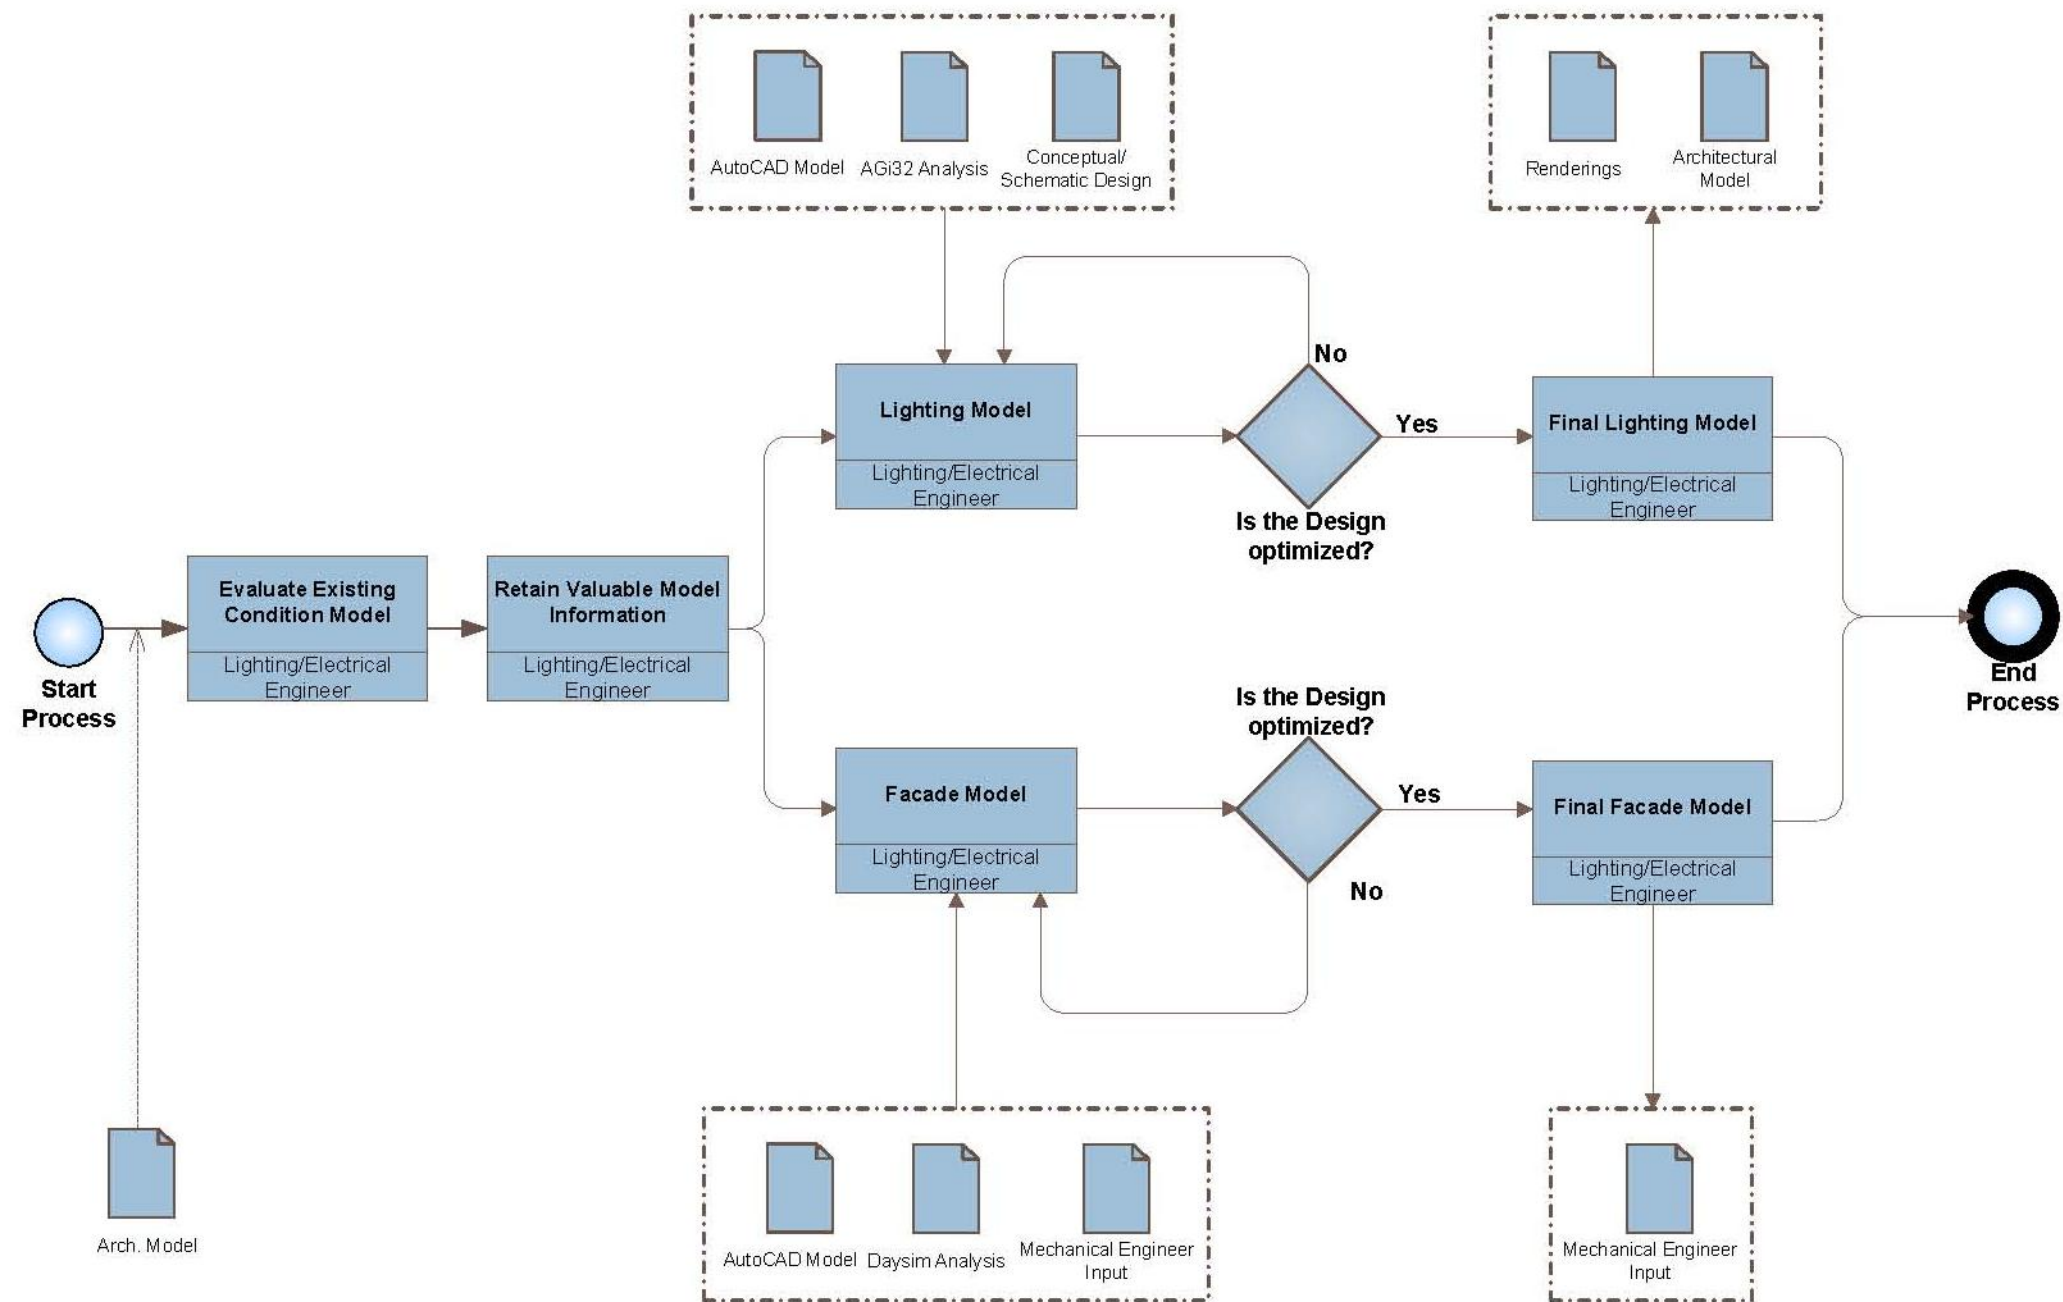 AutoCAD Model
AGi32 Analysis
Conceptual/
Schematic Design
Renderings
Architectural
Model
No
Lighting Model
Lighting/Electrical
Engineer
Yes
Is the Design
optimized?
Final Lighting Model
Lighting/Electrical
Engineer
Start
Process
Evaluate Existing
Condition Model
Lighting/Electrical
Engineer
Retain Valuable Model
Information
Lighting/Electrical
Engineer
End
Process
Is the Design
optimized?
Facade Model
Lighting/Electrical
Engineer
Yes
No
Final Facade Model
Lighting/Electrical
Engineer
Arch. Model
AutoCAD Model
Daysim Analysis
Mechanical Engineer
Input
Mechanical Engineer
Input